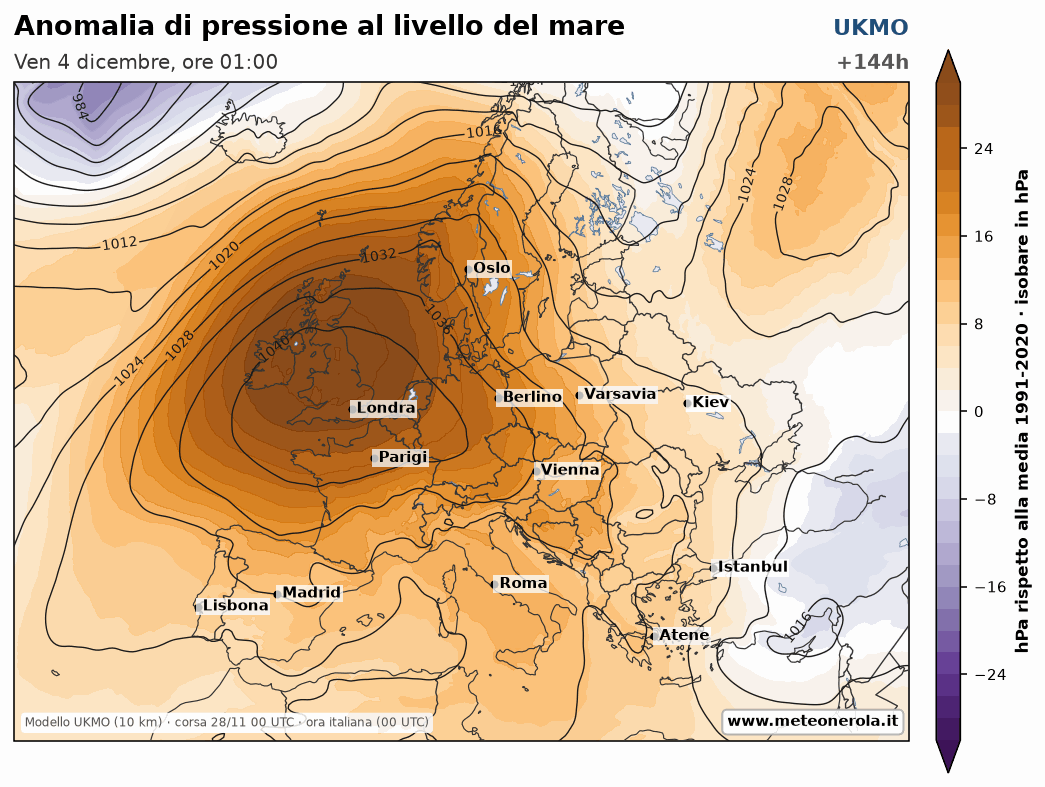 Anomalia di pressione al livello del mare
UKMO
Ven 4 dicembre, ore 01:00
+144h
984
1016
1024
1028
1012
1020
1032
Oslo
1036
1040
1028
1024
Londra
Berlino
Varsavia
Kiev
Parigi
Vienna
Istanbul
Madrid
Roma
Lisbona
1016
Atene
Modello UKMO (10 km) · corsa 28/11 00 UTC · ora italiana (00 UTC)
www.meteonerola.it
24
16
8
0
−8
−16
−24
hPa rispetto alla media 1991-2020 · isobare in hPa